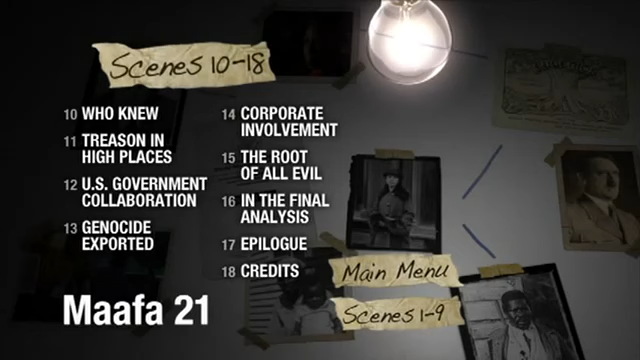 Scenes 10-18
10 WHO KNEW
11 TREASON IN
HIGH PLACES
12 U.S. GOVERNMENT
COLLABORATION
13 GENOCIDE
EXPORTED
14 CORPORATE
INVOLVEMENT
15 THE ROOT
OF ALL EVIL
16 IN THE FINAL
ANALYSIS
17 EPILOGUE
18 CREDITS
Main Menu
Scenes 1-9
Maafa 21